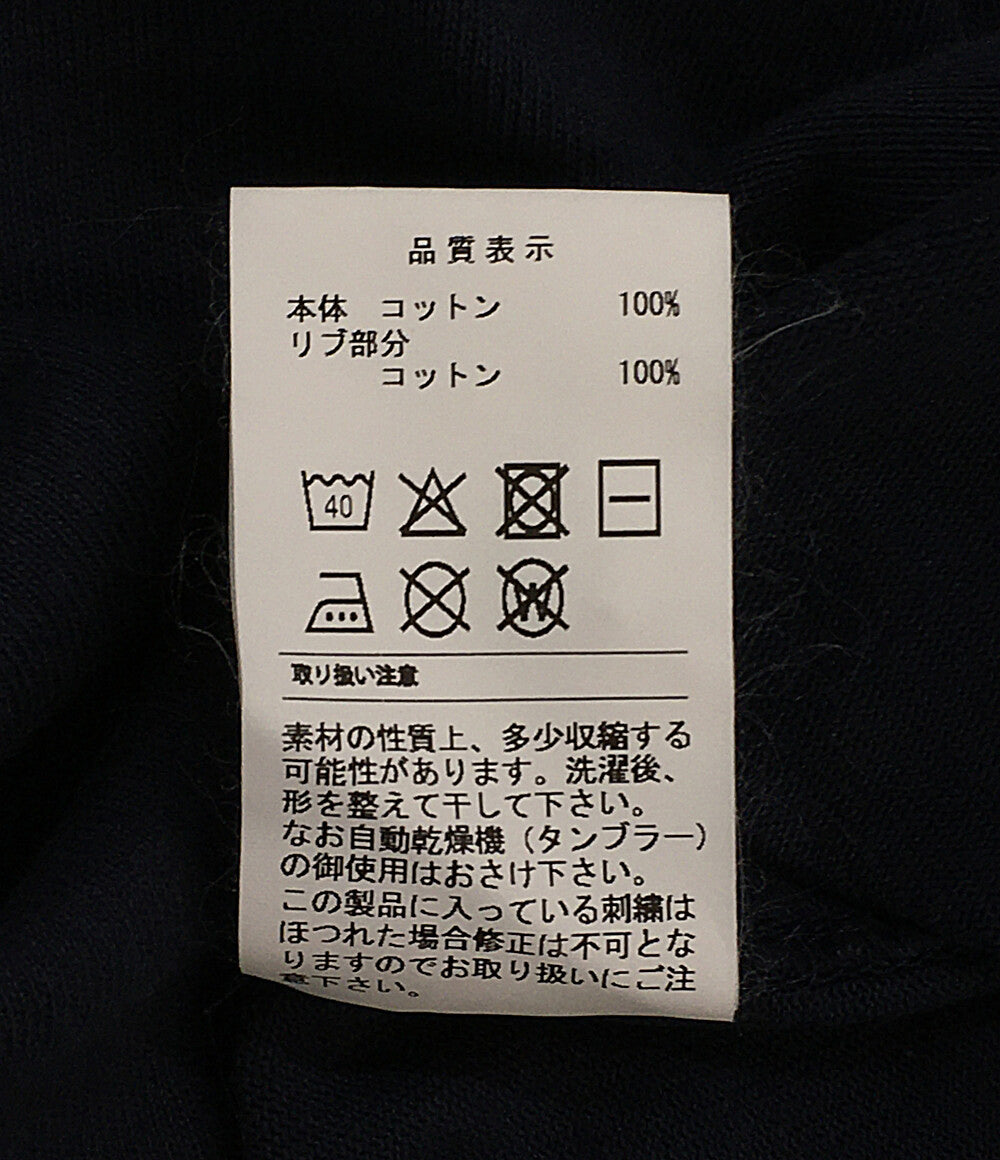 品質表示
本体 コットン 100%
リブ部分
コットン 100%
40
W
取り扱い注意
素材の性質上、多少収縮する
可能性があります。洗濯後、
形を整えて干して下さい。
なお自動乾燥機（タンブラー）
の御使用はおさけ下さい。
この製品に入っている刺繍は
ほつれた場合修正は不可とな
りますのでお取り扱いにご注
意下さい。